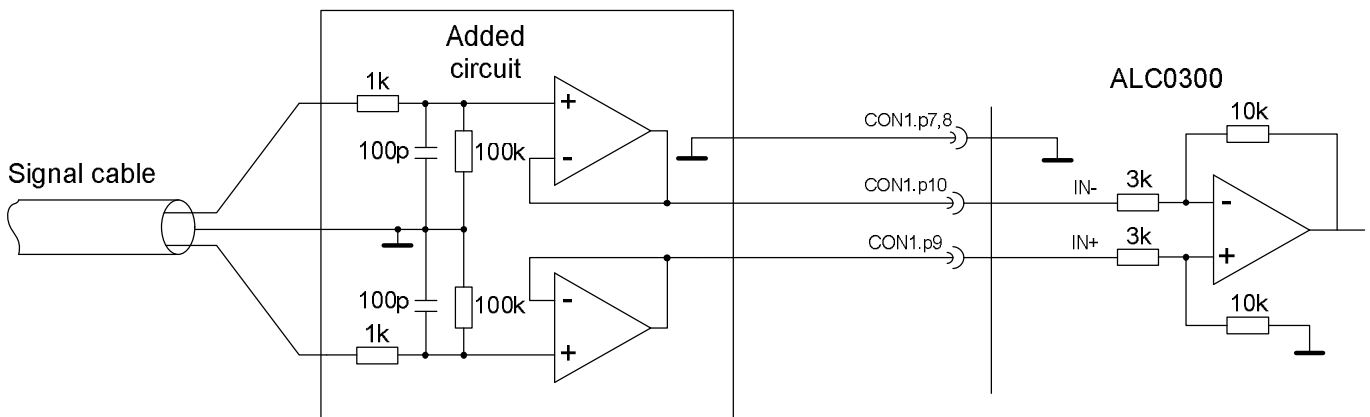 Added
circuit
ALC0300
1k
10k
CON1.p7,8
100p
100k
+
-
Signal cable
CON1.p10
IN-
3k
-
CON1.p9
IN+
3k
+
100p
100k
-
+
10k
1k